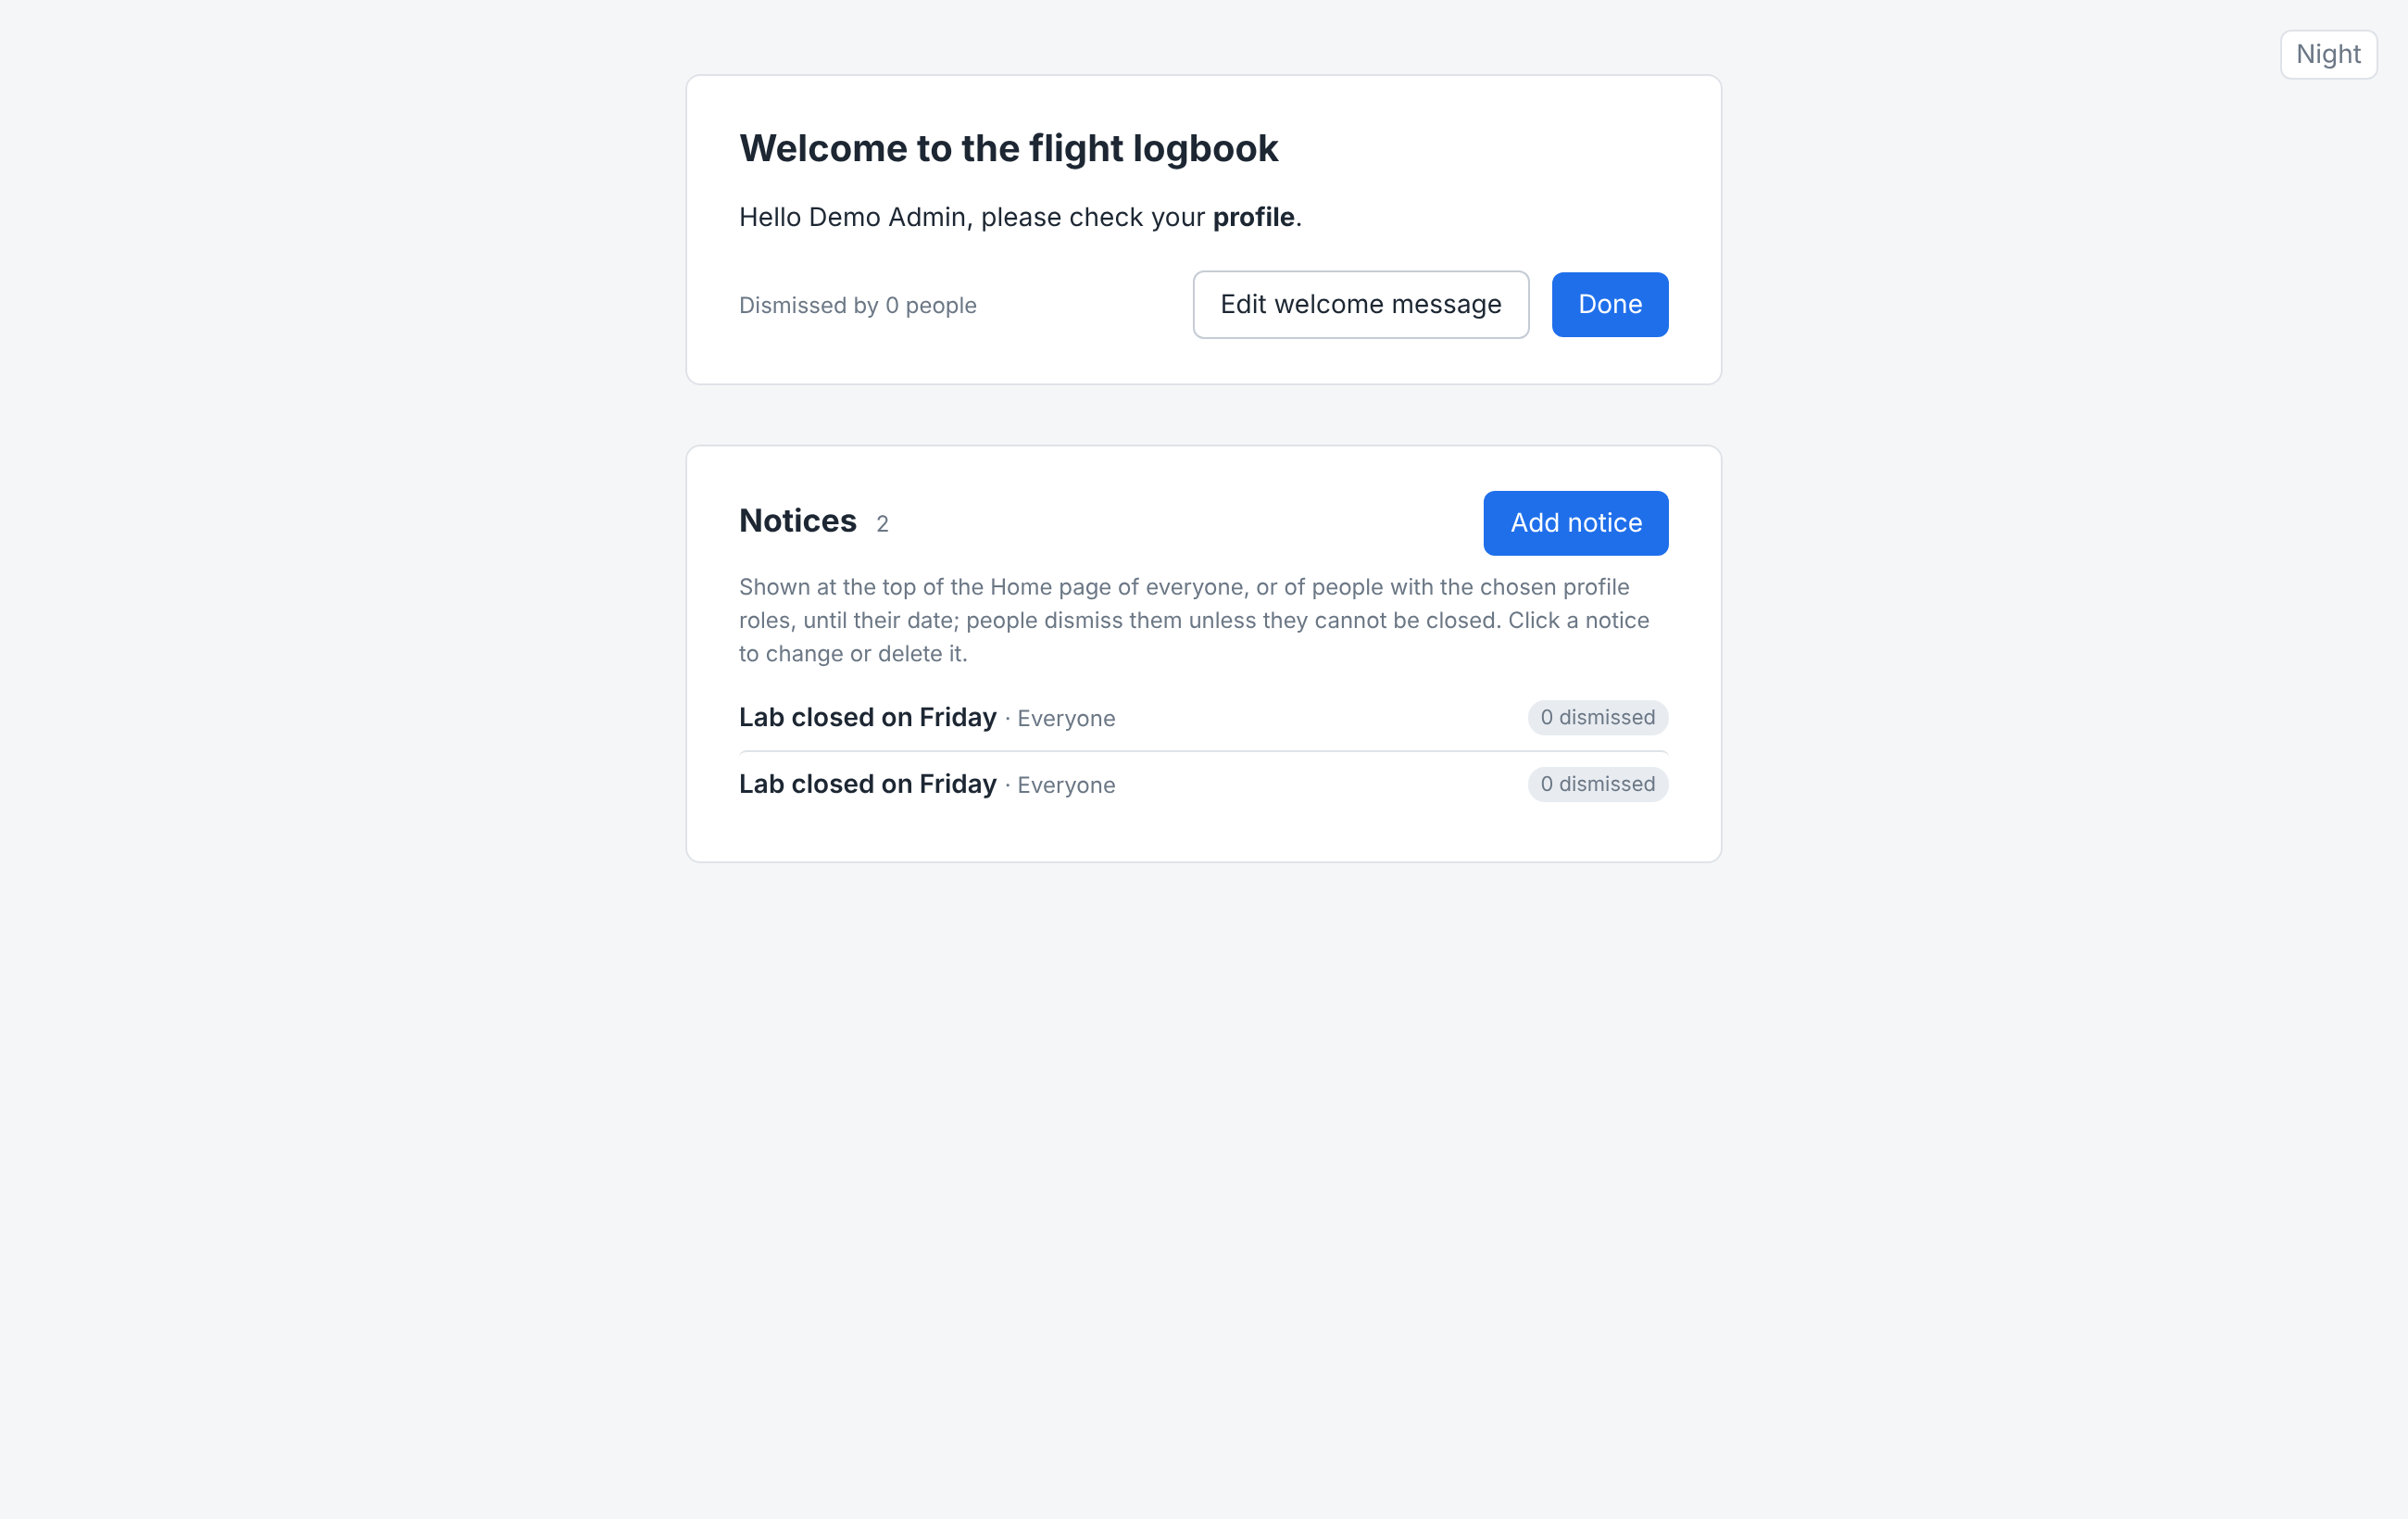 Night
Welcome to the flight logbook
Hello Demo Admin, please check your profile.
Dismissed by 0 people
Edit welcome message
Done
Notices 2
Add notice
Shown at the top of the Home page of everyone, or of people with the chosen profile
roles, until their date; people dismiss them unless they cannot be closed. Click a notice
to change or delete it.
Lab closed on Friday · Everyone
0 dismissed
Lab closed on Friday · Everyone
0 dismissed